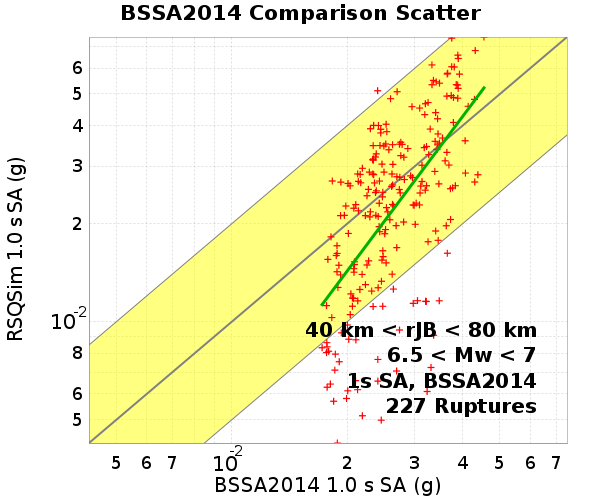 BSSA2014 Comparison Scatter
RSQSim 1.0 s SA (g)
6
5
4
3
2
10-2
8
6
5
40 km < rJB < 80 km
6.5 < Mw < 7
1s SA, BSSA2014
227 Ruptures
5 6 7 10-2 2 3 4 5 6 7
BSSA2014 1.0 s SA (g)